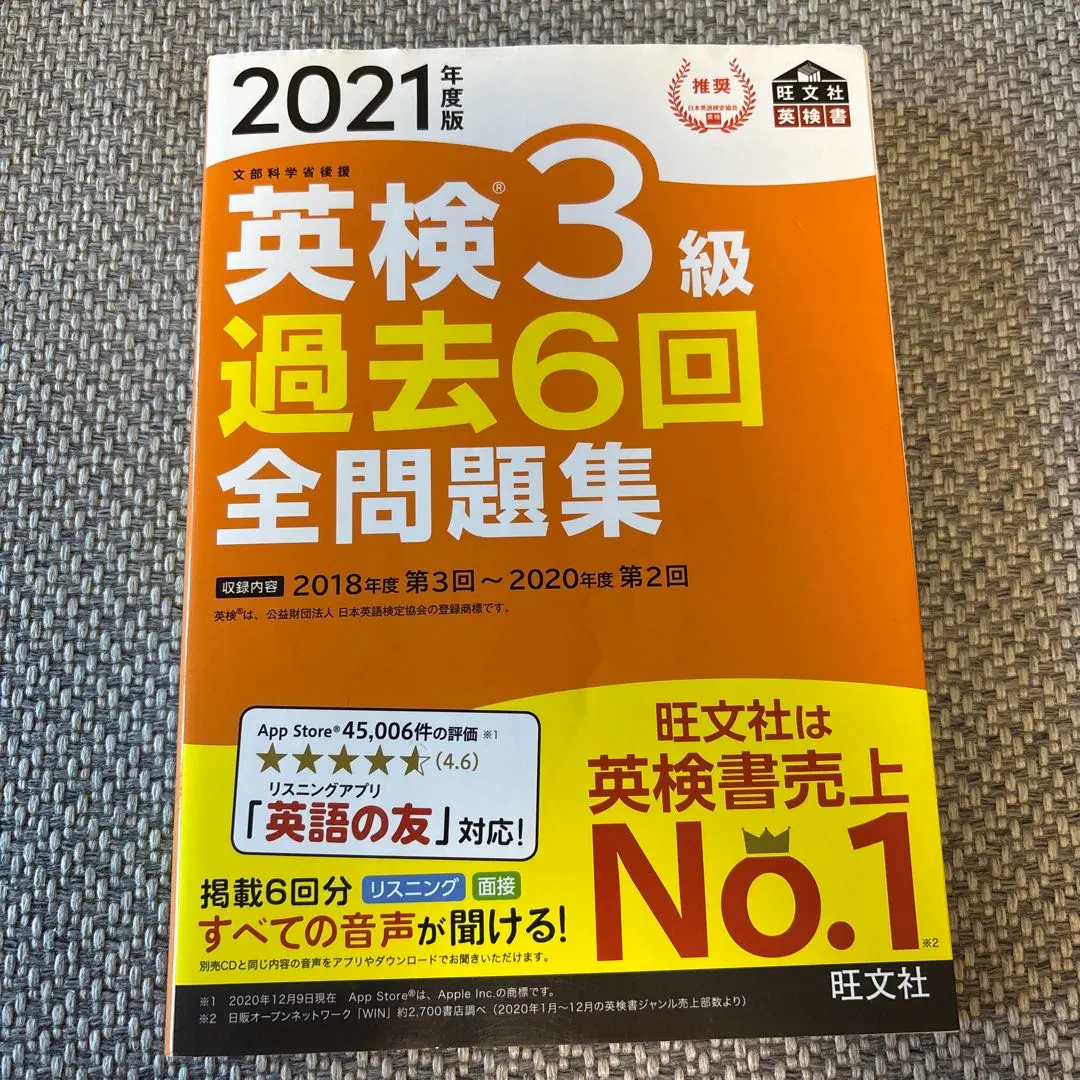 2021年度版
推奨
日本英語検定協会
英検
旺文社
英検書
文部科学省後援
英検®3級
過去6回
全問題集
収録内容 2018年度 第3回～2020年度 第2回
英検®は、公益財団法人 日本英語検定協会の登録商標です。
App Store® 45,006件の評価 ※1
★★★★⯪(4.6)
リスニングアプリ
「英語の友」対応!
掲載6回分 リスニング 面接
すべての音声が聞ける!
別売CDと同じ内容の音声をアプリやダウンロードでお聞きいただけます。
旺文社は
英検書売上
No.1 ※2
※1 2020年12月9日現在 App Store®は、Apple Inc.の商標です。
※2 日販オープンネットワーク「WIN」約2,700書店調べ(2020年1月～12月の英検書ジャンル売上部数より)
旺文社